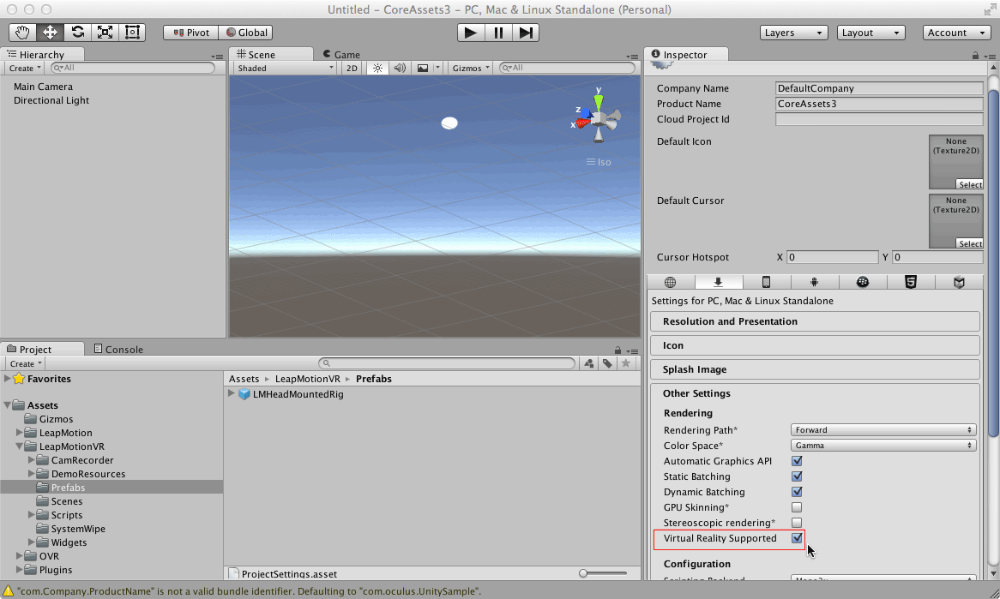 Untitled - CoreAssets3 - PC, Mac & Linux Standalone (Personal)
Pivot
Global
Layers
Layout
Account
Hierarchy
Create
All
Main Camera
Directional Light
Scene
Game
Shaded
2D
Gizmos
All
y
z
x
Iso
Inspector
Company Name
DefaultCompany
Product Name
CoreAssets3
Cloud Project Id
Default Icon
None
(Texture2D)
Select
Default Cursor
None
(Texture2D)
Select
Cursor Hotspot
X 0
Y 0
Settings for PC, Mac & Linux Standalone
Resolution and Presentation
Icon
Splash Image
Other Settings
Rendering
Rendering Path*
Forward
Color Space*
Gamma
Automatic Graphics API
Static Batching
Dynamic Batching
GPU Skinning*
Stereoscopic rendering*
Virtual Reality Supported
Configuration
Project
Console
Create
Favorites
Assets
Gizmos
LeapMotion
LeapMotionVR
CamRecorder
DemoResources
Prefabs
Scenes
Scripts
SystemWipe
Widgets
OVR
Plugins
Assets ▸ LeapMotionVR ▸ Prefabs
LMHeadMountedRig
ProjectSettings.asset
"com.Company.ProductName" is not a valid bundle identifier. Defaulting to "com.oculus.UnitySample".